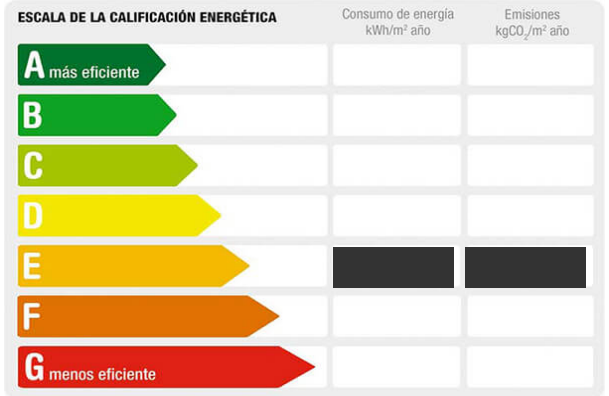 ESCALA DE LA CALIFICACIÓN ENERGÉTICA
Consumo de energía
kWh/m² año
Emisiones
kgCO₂/m² año
A más eficiente
B
C
D
E
F
G menos eficiente